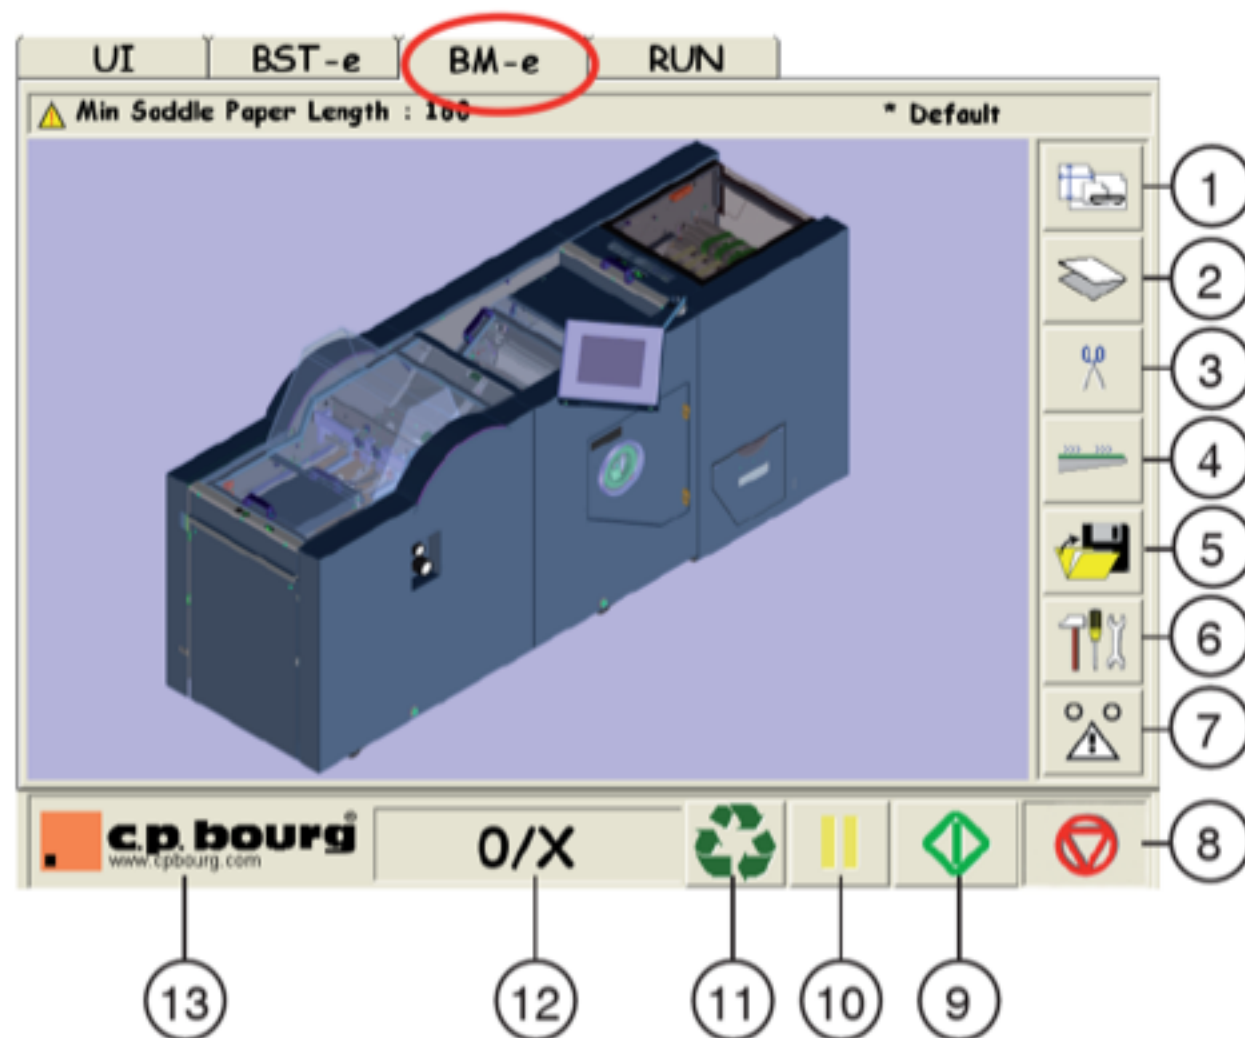 UI BST-e BM-e RUN
Min Saddle Paper Length : 160 * Default
1
2
3
4
5
6
7
c.p. bourg® 0/X 8
www.cpbourg.com
13 12 11 10 9